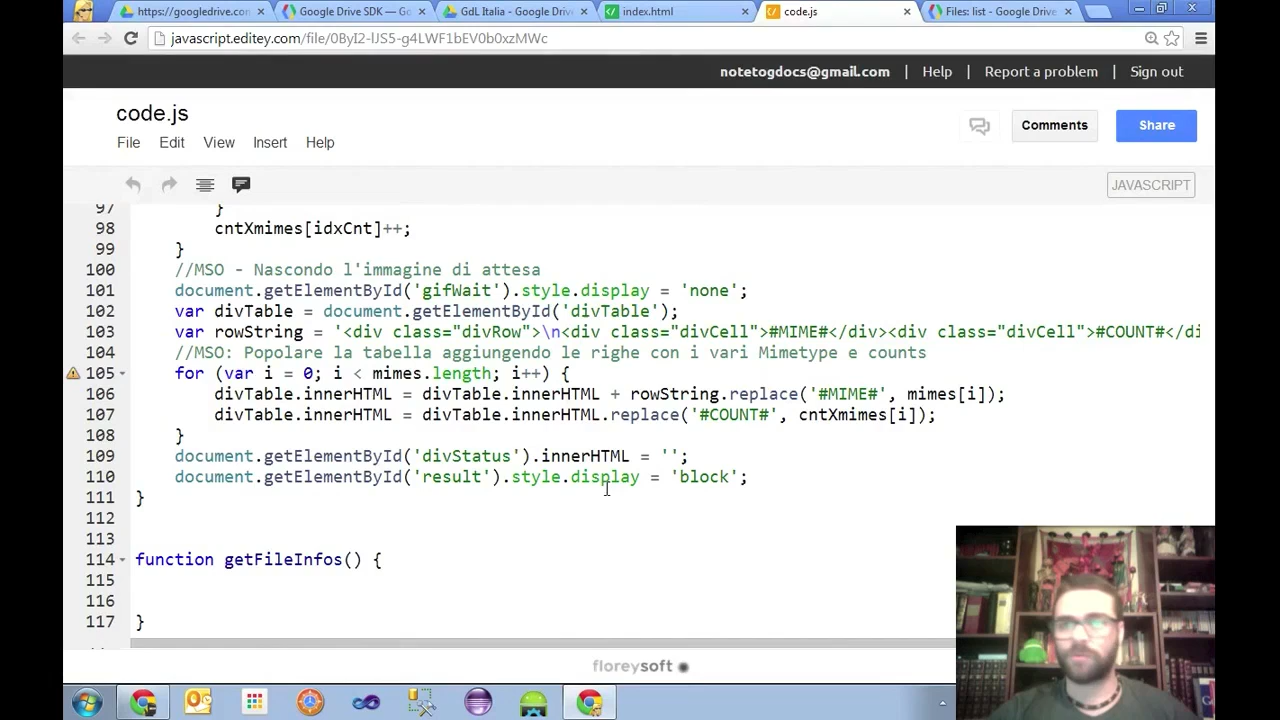 https://googledrive.con
Google Drive SDK — Go
GdL Italia - Google Drive
index.html
code.js
Files: list - Google Drive
javascript.editey.com/file/0ByI2-lJS5-g4LWF1bEV0b0xzMWc
notetogdocs@gmail.com | Help | Report a problem | Sign out
code.js
Comments
Share
File Edit View Insert Help
JAVASCRIPT
97 }
98 cntXmimes[idxCnt]++;
99 }
100 //MSO - Nascondo l'immagine di attesa
101 document.getElementById('gifWait').style.display = 'none';
102 var divTable = document.getElementById('divTable');
103 var rowString = '<div class="divRow">\n<div class="divCell">#MIME#</div><div class="divCell">#COUNT#</di
104 //MSO: Popolare la tabella aggiungendo le righe con i vari Mimetype e counts
105 for (var i = 0; i < mimes.length; i++) {
106 divTable.innerHTML = divTable.innerHTML + rowString.replace('#MIME#', mimes[i]);
107 divTable.innerHTML = divTable.innerHTML.replace('#COUNT#', cntXmimes[i]);
108 }
109 document.getElementById('divStatus').innerHTML = '';
110 document.getElementById('result').style.display = 'block';
111 }
112
113
114 function getFileInfos() {
115
116
117 }
floreysoft